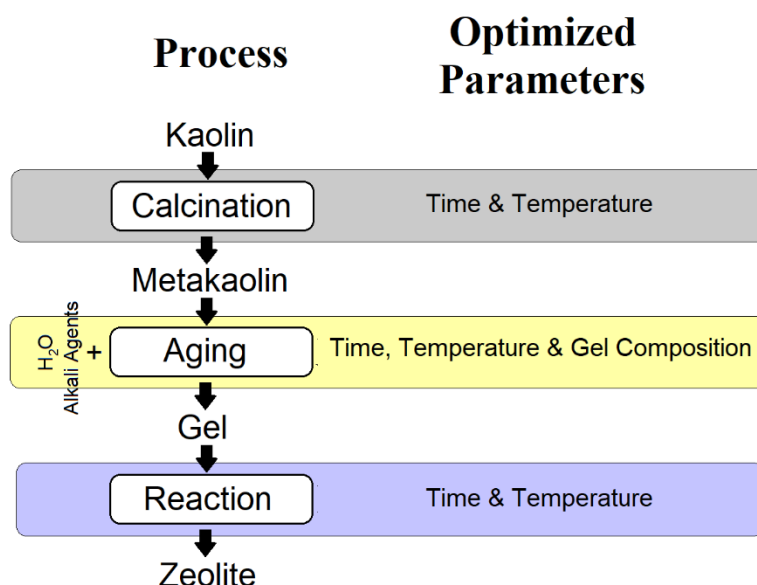 Process
Optimized
Parameters
Kaolin
Calcination
Time & Temperature
Metakaolin
H₂O
Alkali Agents
+
Aging
Time, Temperature & Gel Composition
Gel
Reaction
Time & Temperature
Zeolite